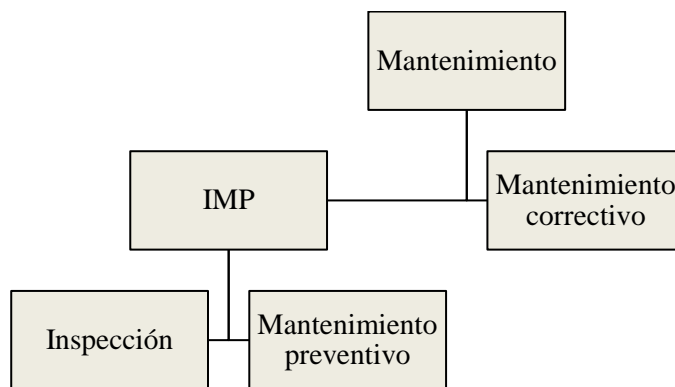 Mantenimiento
IMP
Mantenimiento
correctivo
Inspección
Mantenimiento
preventivo